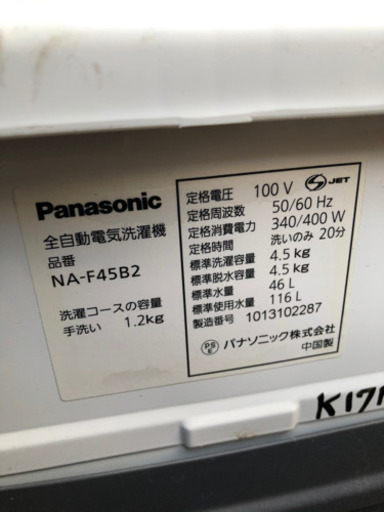 Panasonic
全自動電気洗濯機
品番
NA-F45B2
洗濯コースの容量
手洗い 1.2kg
定格電圧 100 V
JET
定格周波数 50/60 Hz
定格消費電力 340/400 W
定格時間 洗いのみ 20分
標準洗濯容量 4.5kg
標準脱水容量 4.5kg
標準水量 46 L
標準使用水量 116 L
製造番号 1013102287
PS E パナソニック株式会社
中国製